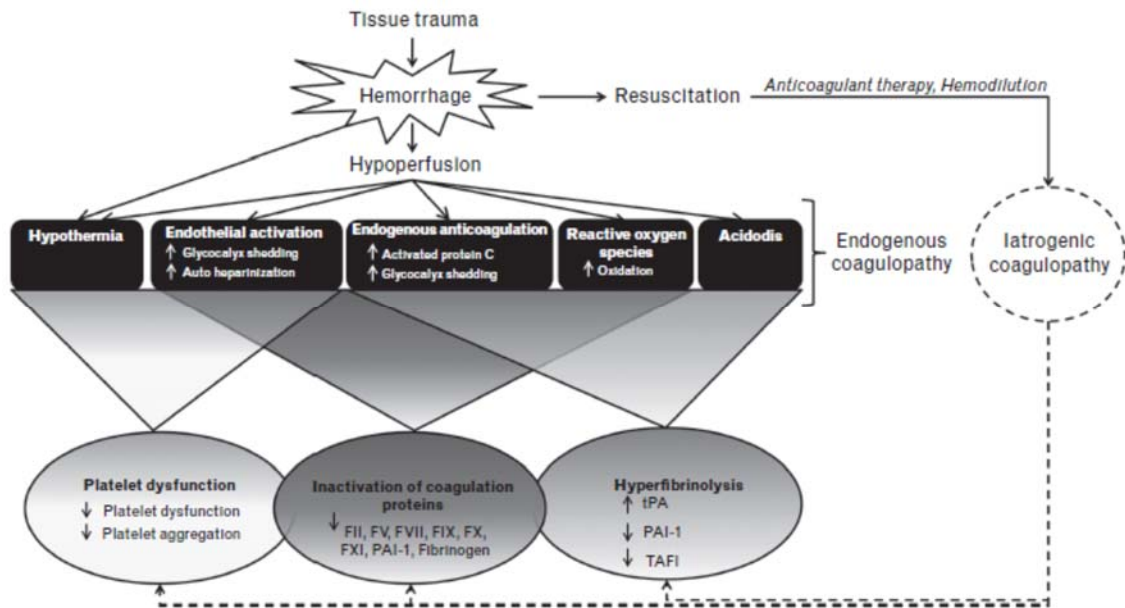 Tissue trauma
Hemorrhage
Resuscitation
Anticoagulant therapy, Hemodilution
Hypoperfusion
Hypothermia
Endothelial activation
↑ Glycocalyx shedding
↑ Auto heparinization
Endogenous anticoagulation
↑ Activated protein C
↑ Glycocalyx shedding
Reactive oxygen
species
↑ Oxidation
Acidodis
Endogenous
coagulopathy
Iatrogenic
coagulopathy
Platelet dysfunction
↓ Platelet dysfunction
↓ Platelet aggregation
Inactivation of coagulation
proteins
↓ FII, FV, FVII, FIX, FX,
FXI, PAI-1, Fibrinogen
Hyperfibrinolysis
↑ tPA
↓ PAI-1
↓ TAFI